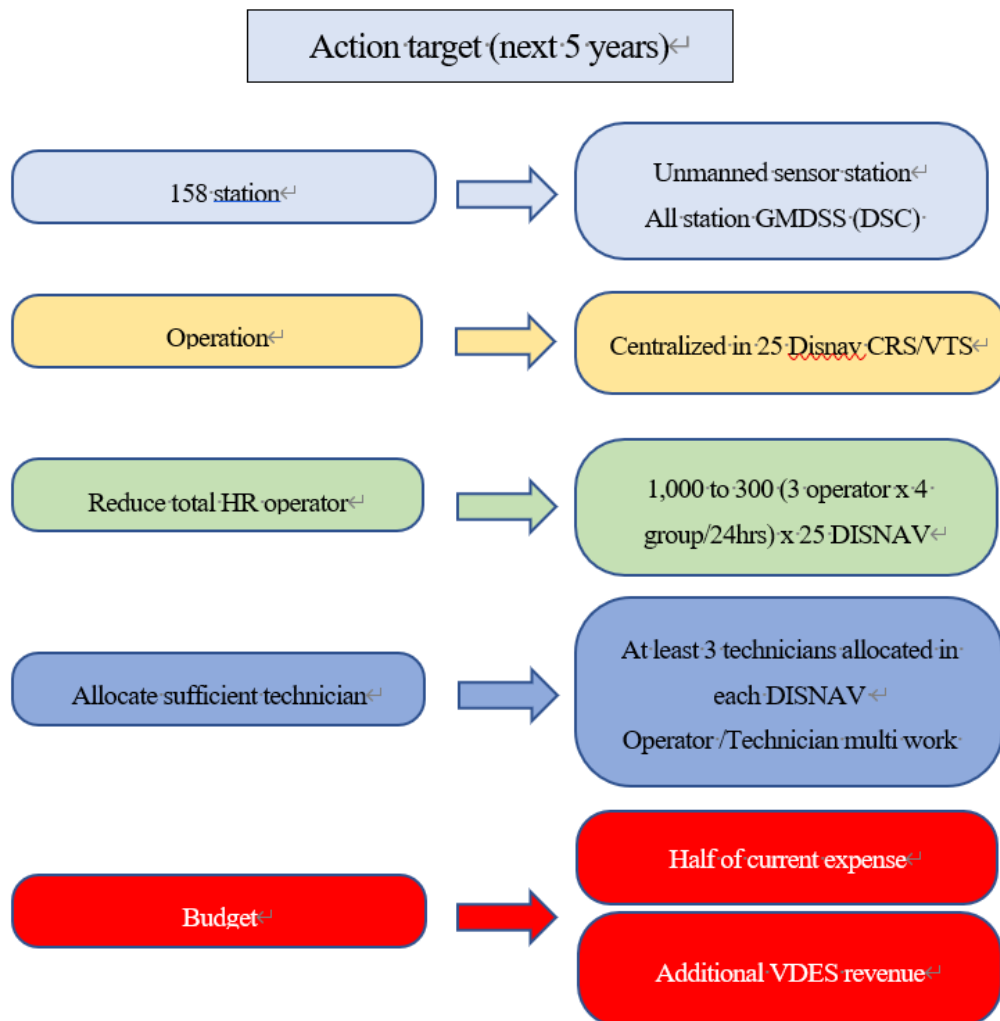 Action target (next 5 years)
158 station
Unmanned sensor station
All station GMDSS (DSC)
Operation
Centralized in 25 Disnav CRS/VTS
Reduce total HR operator
1,000 to 300 (3 operator x 4
group/24hrs) x 25 DISNAV
Allocate sufficient technician
At least 3 technicians allocated in
each DISNAV
Operator /Technician multi work
Budget
Half of current expense
Additional VDES revenue